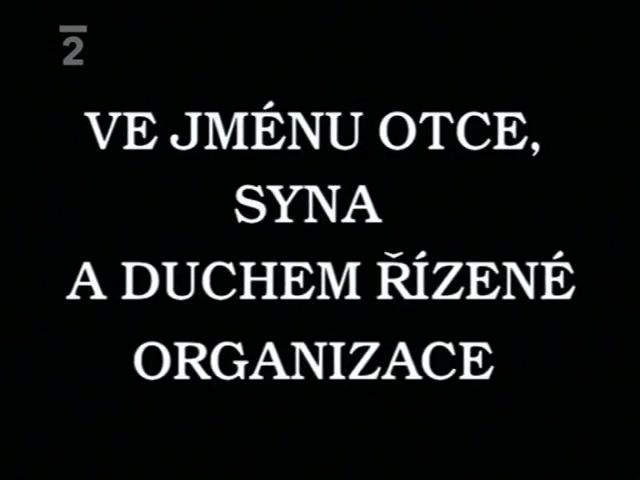 2
VE JMÉNU OTCE,
SYNA
A DUCHEM ŘÍZENÉ
ORGANIZACE